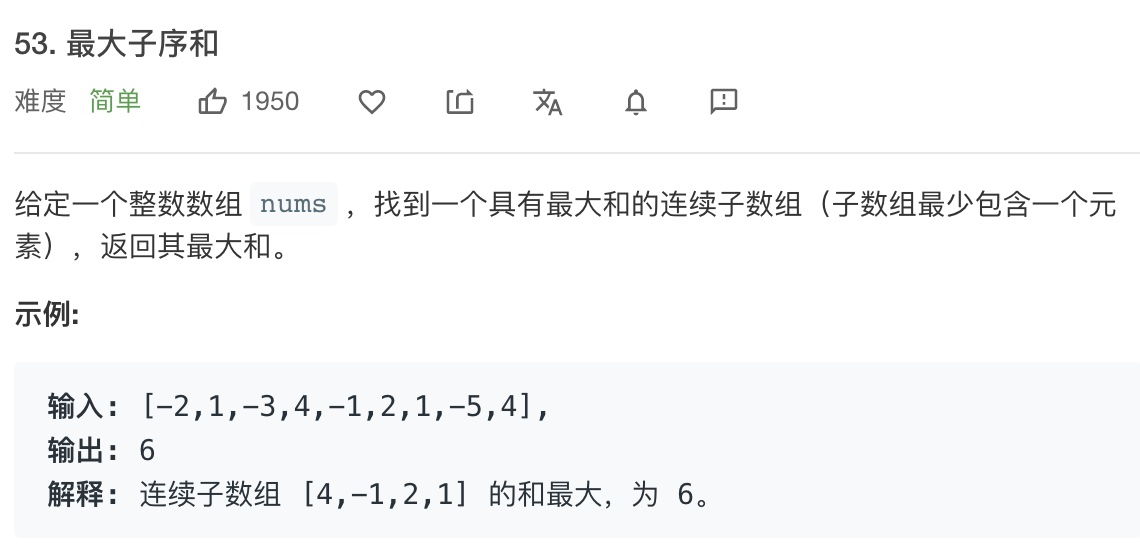 53. 最大子序和
难度 简单 1950
给定一个整数数组 nums ，找到一个具有最大和的连续子数组（子数组最少包含一个元
素），返回其最大和。
示例:
输入: [-2,1,-3,4,-1,2,1,-5,4],
输出: 6
解释: 连续子数组 [4,-1,2,1] 的和最大，为 6。